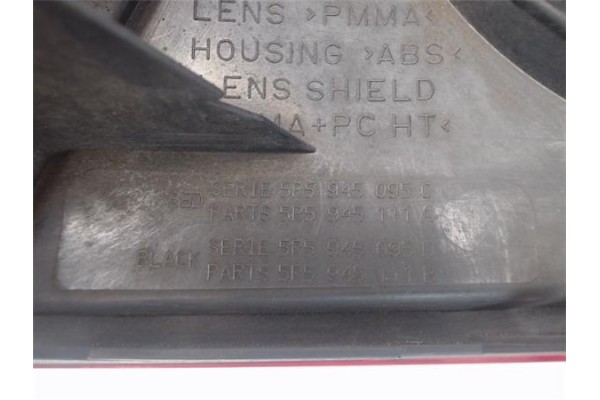 LENS >PMMA<
HOUSING >ABS<
ENS SHIELD
MA+PC HT<
SERIE 5P5 945 095
PARTS 5P5 945 111
BLACK SERIE 5P5 945 095
PARTS 5P5 945 111